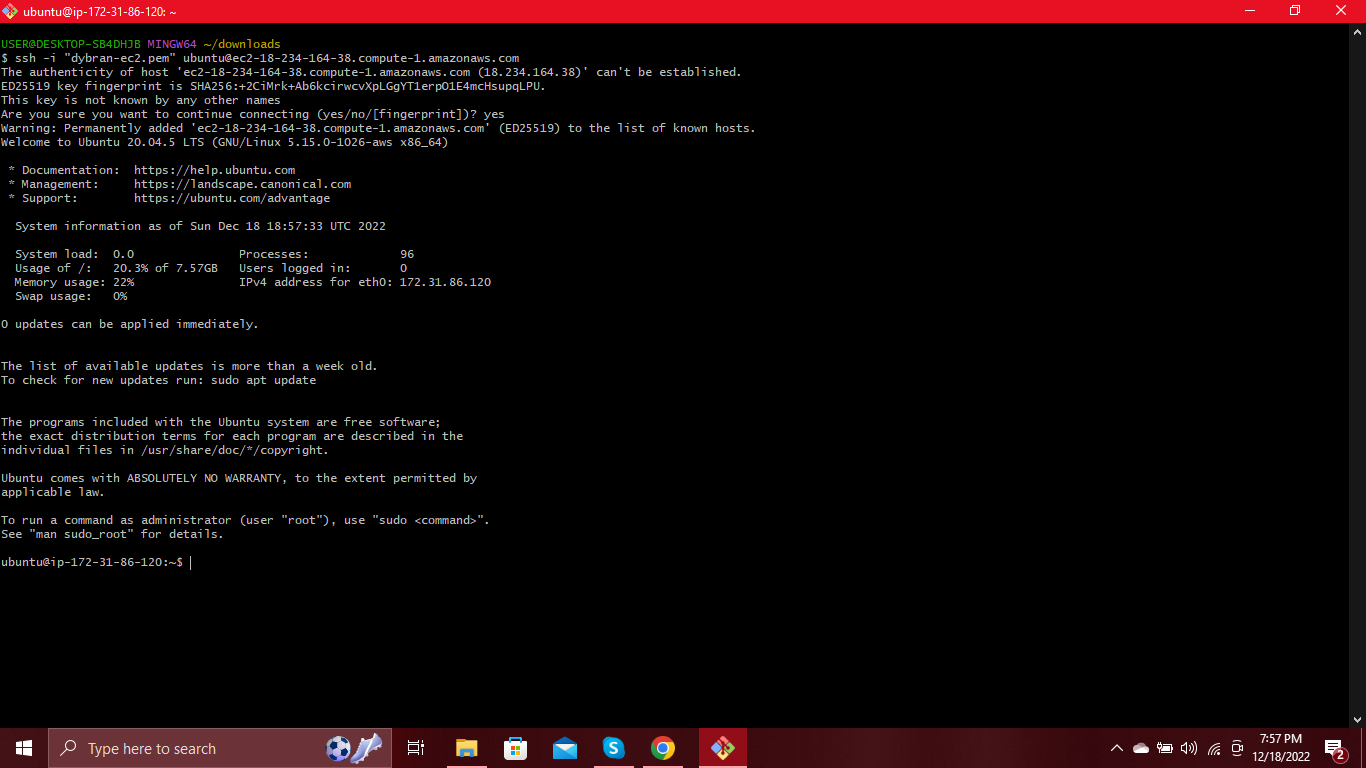 ubuntu@ip-172-31-86-120: ~
USER@DESKTOP-SB4DHJB MINGW64 ~/downloads
$ ssh -i "dybran-ec2.pem" ubuntu@ec2-18-234-164-38.compute-1.amazonaws.com
The authenticity of host 'ec2-18-234-164-38.compute-1.amazonaws.com (18.234.164.38)' can't be established.
ED25519 key fingerprint is SHA256:+2CiMrk+Ab6kcirwcvXpLGgYT1erpO1E4mcHsupqLPU.
This key is not known by any other names
Are you sure you want to continue connecting (yes/no/[fingerprint])? yes
Warning: Permanently added 'ec2-18-234-164-38.compute-1.amazonaws.com' (ED25519) to the list of known hosts.
Welcome to Ubuntu 20.04.5 LTS (GNU/Linux 5.15.0-1026-aws x86_64)
* Documentation:  https://help.ubuntu.com
* Management:     https://landscape.canonical.com
* Support:        https://ubuntu.com/advantage
System information as of Sun Dec 18 18:57:33 UTC 2022
System load:  0.0               Processes:             96
Usage of /:   20.3% of 7.57GB   Users logged in:       0
Memory usage: 22%               IPv4 address for eth0: 172.31.86.120
Swap usage:   0%
0 updates can be applied immediately.
The list of available updates is more than a week old.
To check for new updates run: sudo apt update
The programs included with the Ubuntu system are free software;
the exact distribution terms for each program are described in the
individual files in /usr/share/doc/*/copyright.
Ubuntu comes with ABSOLUTELY NO WARRANTY, to the extent permitted by
applicable law.
To run a command as administrator (user "root"), use "sudo <command>".
See "man sudo_root" for details.
ubuntu@ip-172-31-86-120:~$
Type here to search
7:57 PM
12/18/2022
2